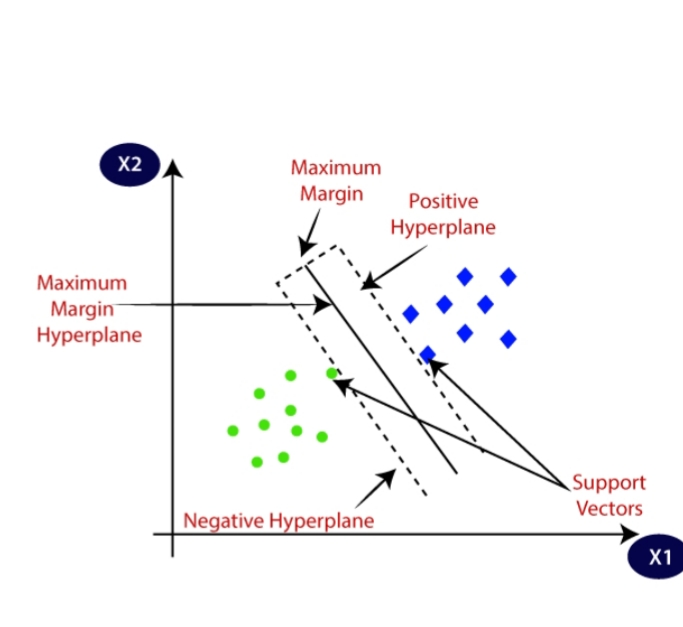 X2
Maximum
Margin
Positive
Hyperplane
Maximum
Margin
Hyperplane
Support
Vectors
Negative Hyperplane
X1